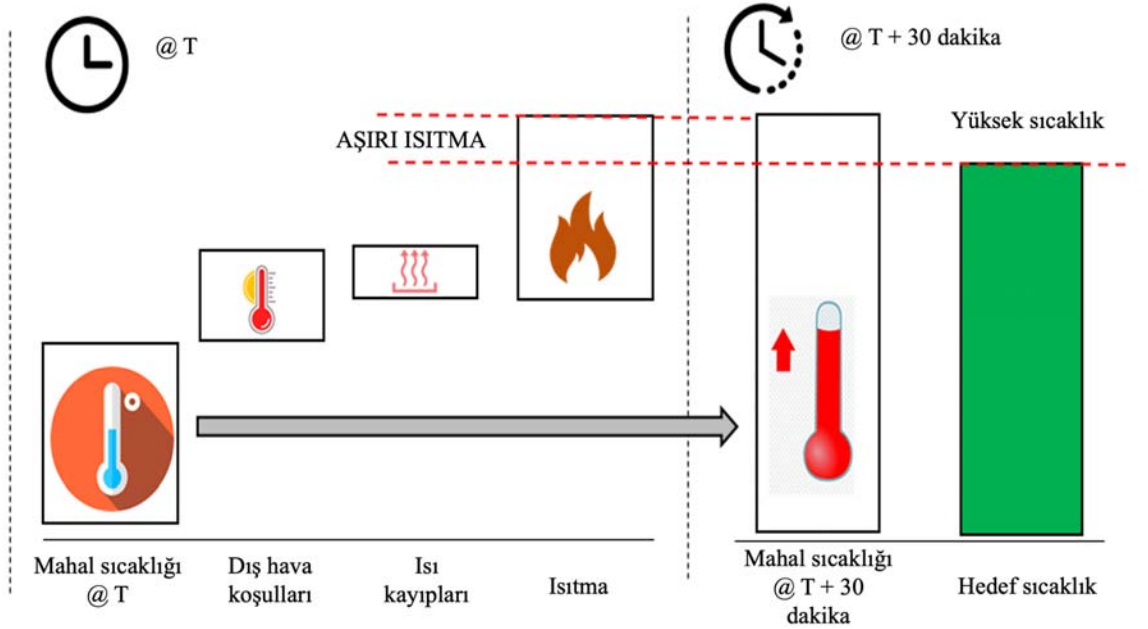 @ T
@ T + 30 dakika
AŞIRI ISITMA
Yüksek sıcaklık
Mahal sıcaklığı
@ T
Dış hava
koşulları
Isı
kayıpları
Isıtma
Mahal sıcaklığı
@ T + 30
dakika
Hedef sıcaklık